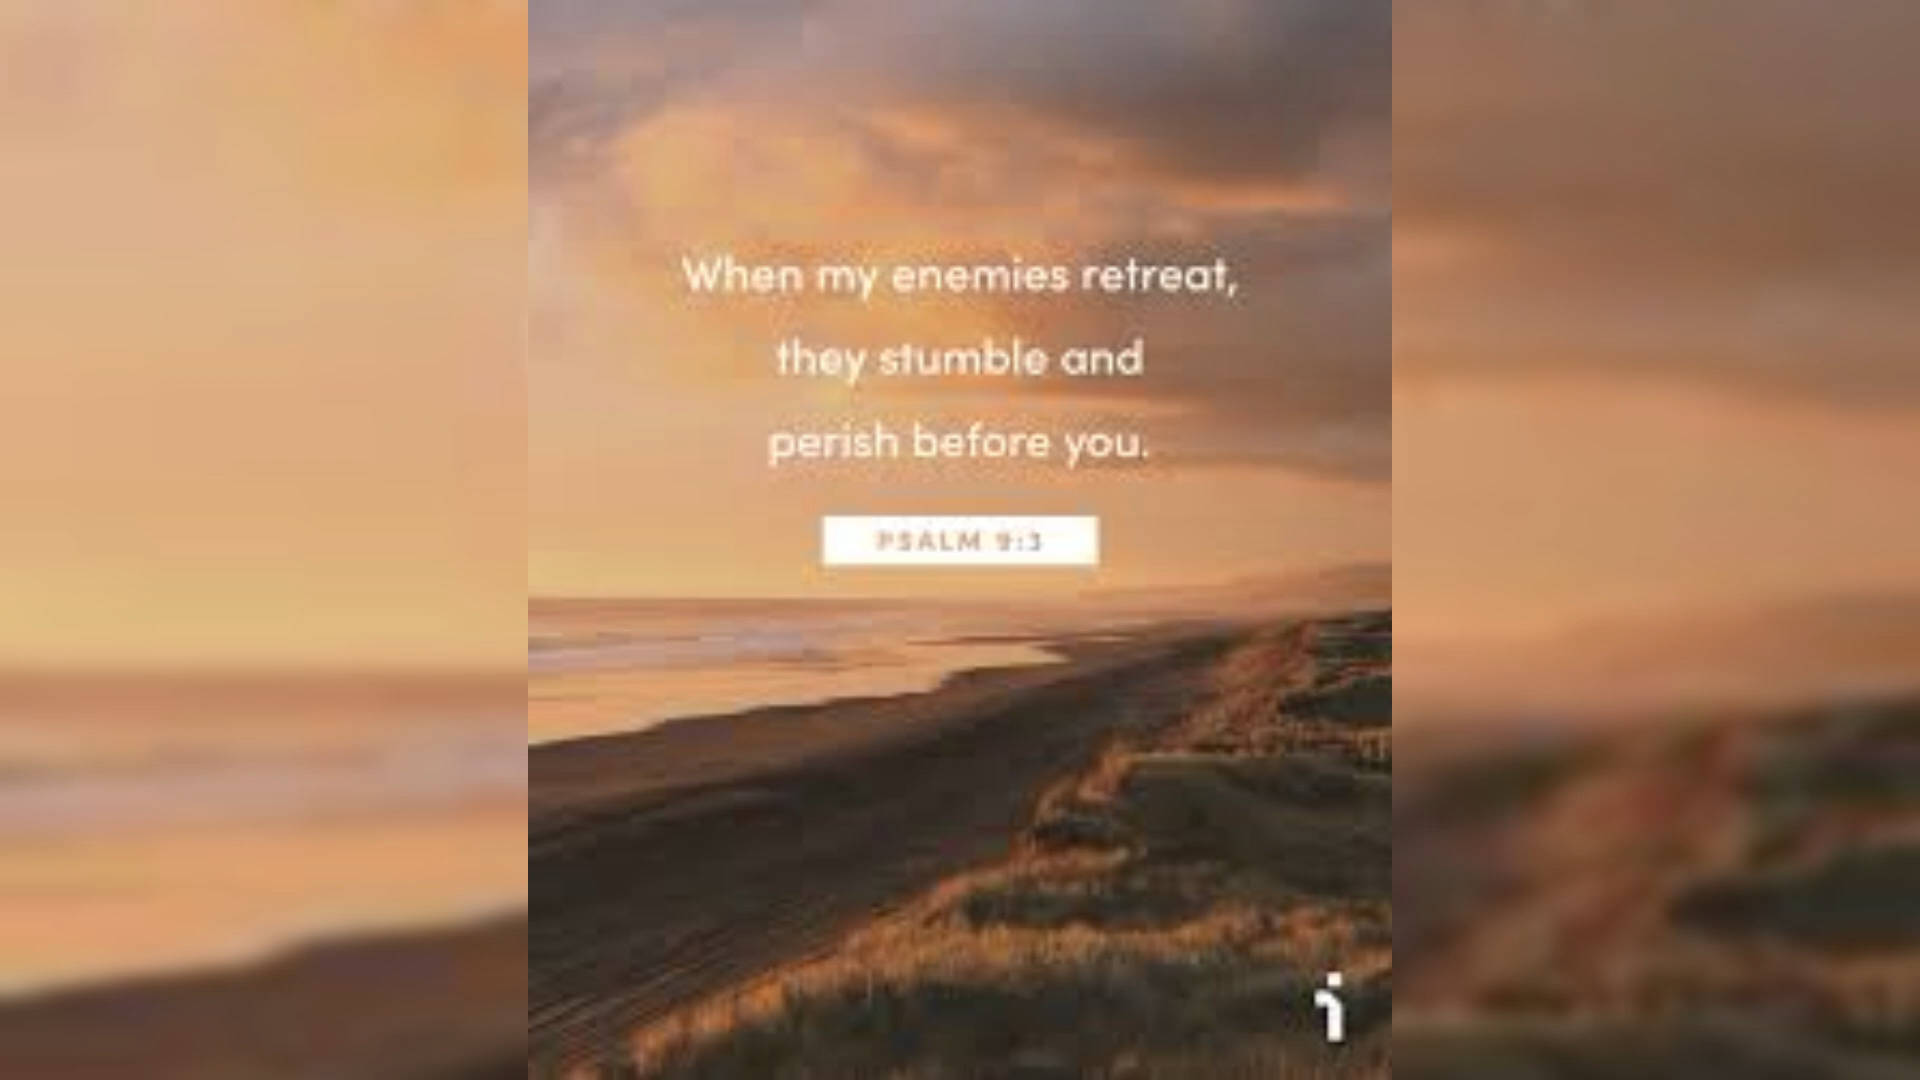 When my enemies retreat,
they stumble and
perish before you.
PSALM 9:3